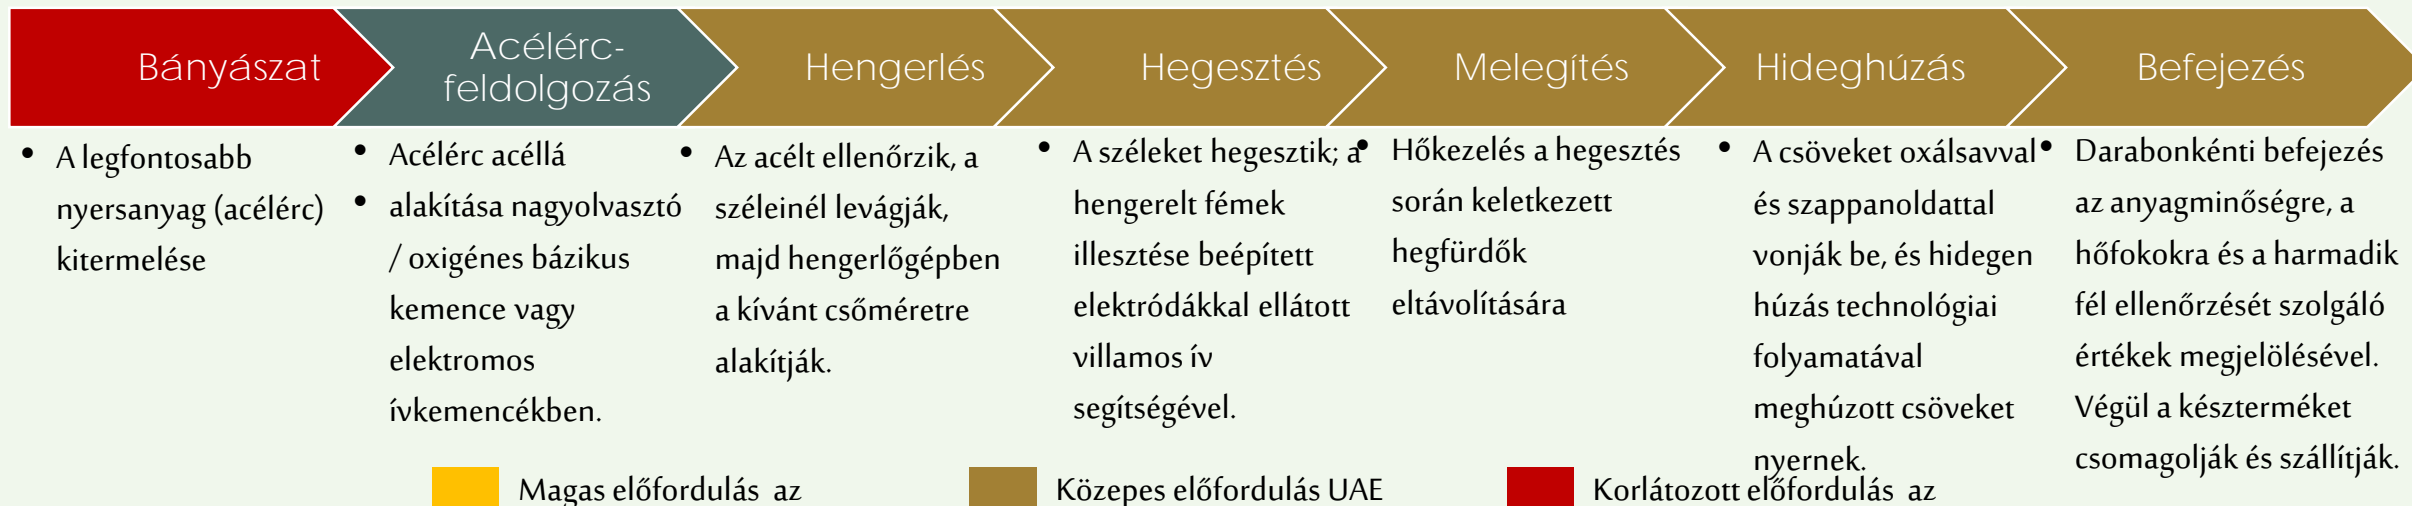 Bányászat
Acélérc-
feldolgozás
Hengerlés
Hegesztés
Melegítés
Hideghúzás
Befejezés
• A legfontosabb
nyersanyag (acélérc)
kitermelése
• Acélérc acéllá
• alakítása nagyolvasztó
/ oxigénes bázikus
kemence vagy
elektromos
ívkemencékben.
• Az acélt ellenőrzik, a
széleinél levágják,
majd hengerlőgépben
a kívánt csőméretre
alakítják.
• A széleket hegesztik; a
hengerelt fémek
illesztése beépített
elektródákkal ellátott
villamos ív
segítségével.
• Hőkezelés a hegesztés
során keletkezett
hegfürdők
eltávolítására
• A csöveket oxálsavval
és szappanoldattal
vonják be, és hidegen
húzás technológiai
folyamatával
meghúzott csöveket
nyernek.
• Darabonkénti befejezés
az anyagminőségre, a
hőfokokra és a harmadik
fél ellenőrzését szolgáló
értékek megjelölésével.
Végül a készterméket
csomagolják és szállítják.
Magas előfordulás az
Közepes előfordulás UAE
Korlátozott előfordulás az